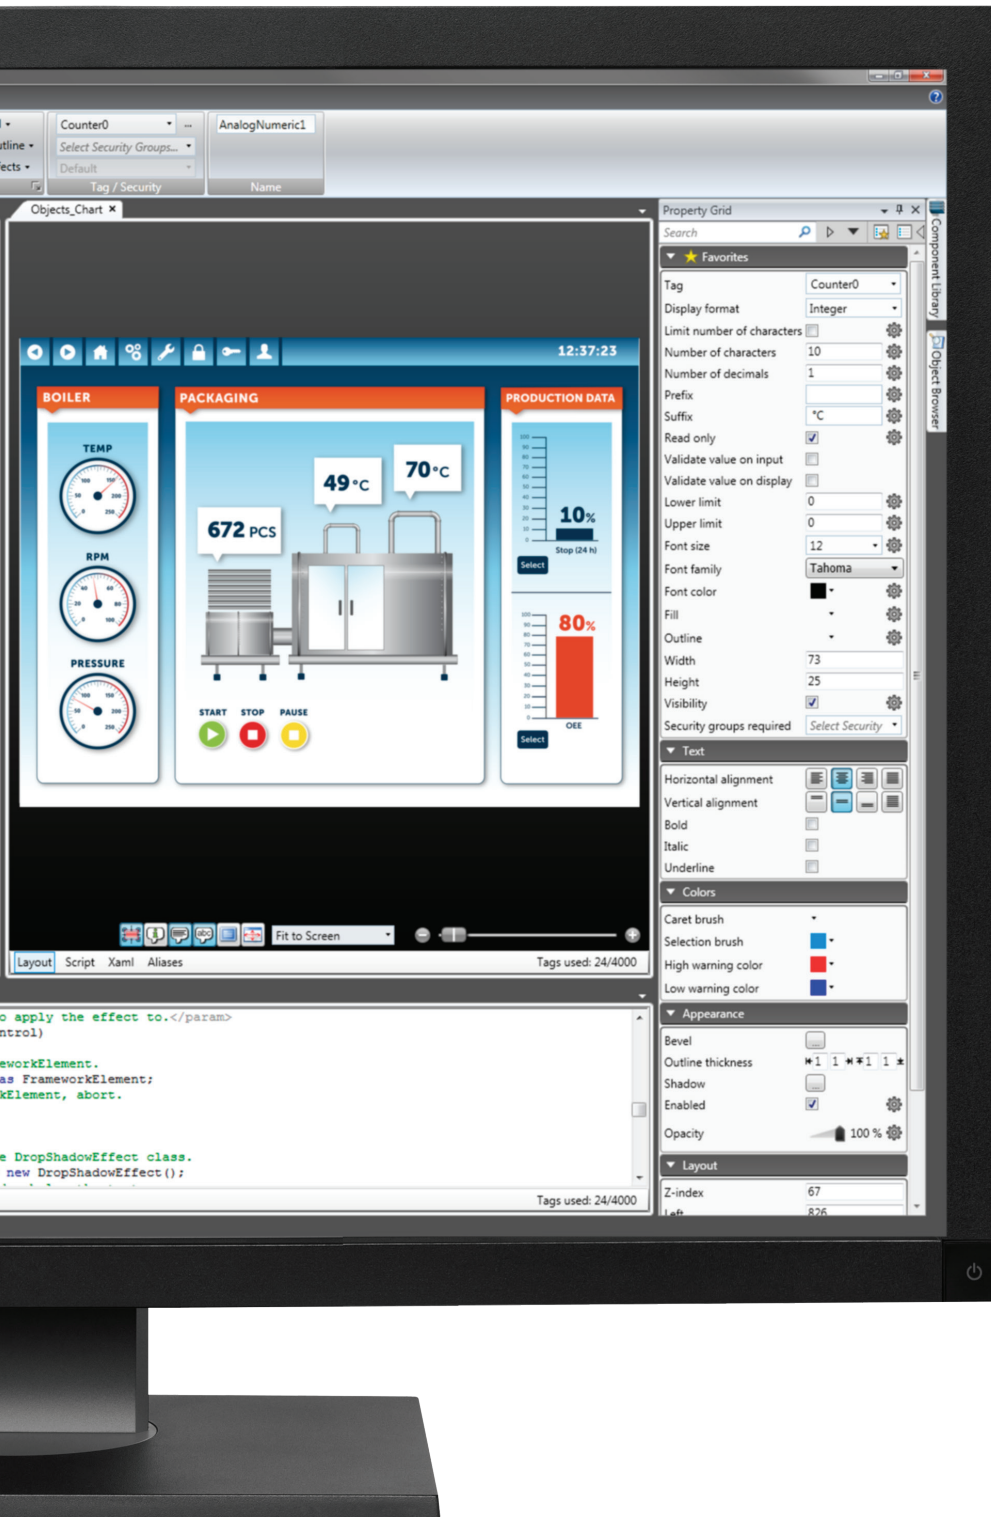 Counter0
AnalogNumeric1
utline
Select Security Groups...
fects
Default
Tag / Security
Name
Objects_Chart
12:37:23
BOILER
PACKAGING
PRODUCTION DATA
TEMP
RPM
PRESSURE
672 PCS
49°C
70°C
START
STOP
PAUSE
10%
Stop (24 h)
Select
80%
OEE
Select
Fit to Screen
Layout
Script
Xaml
Aliases
Tags used: 24/4000
o apply the effect to.</param>
ntrol)
eworkElement.
as FrameworkElement;
kElement, abort.
e DropShadowEffect class.
new DropShadowEffect();
Tags used: 24/4000
Property Grid
Search
Favorites
Tag Counter0
Display format Integer
Limit number of characters
Number of characters 10
Number of decimals 1
Prefix
Suffix °C
Read only
Validate value on input
Validate value on display
Lower limit 0
Upper limit 0
Font size 12
Font family Tahoma
Font color
Fill
Outline
Width 73
Height 25
Visibility
Security groups required Select Security
Text
Horizontal alignment
Vertical alignment
Bold
Italic
Underline
Colors
Caret brush
Selection brush
High warning color
Low warning color
Appearance
Bevel
Outline thickness 1 1 1 1
Shadow
Enabled
Opacity 100 %
Layout
Z-index 67
Left 826
Component Library
Object Browser